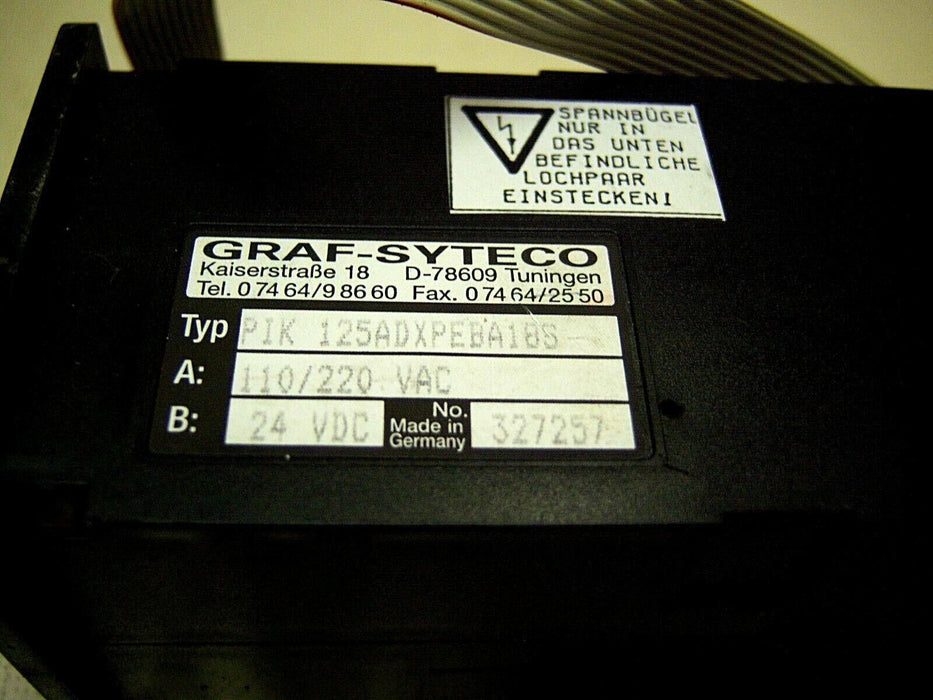 SPANNBÜGEL
NUR IN
DAS UNTEN
BEFINDLICHE
LOCHPAAR
EINSTECKEN!
GRAF-SYTECO
Kaiserstraße 18 D-78609 Tuningen
Tel. 0 74 64/9 86 60 Fax. 0 74 64/25 50
Typ PIK 125ADXPEBA18S
A: 110/220 VAC
B: 24 VDC No. Made in Germany 327257